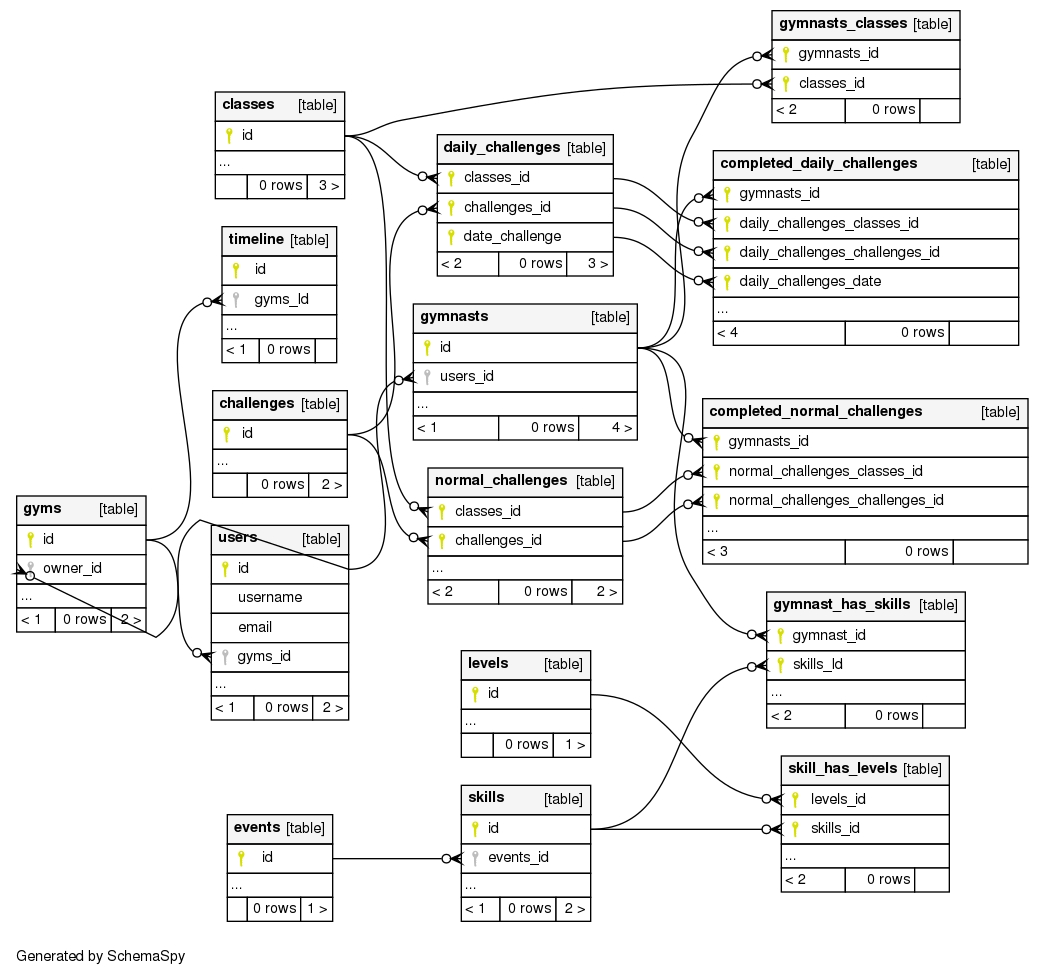 gymnasts_classes [table]
gymnasts_id
classes_id
< 2 0 rows
classes [table]
id
...
0 rows 3 >
daily_challenges [table]
classes_id
challenges_id
date_challenge
< 2 0 rows 3 >
completed_daily_challenges [table]
gymnasts_id
daily_challenges_classes_id
daily_challenges_challenges_id
daily_challenges_date
...
< 4 0 rows
timeline [table]
id
gyms_Id
...
< 1 0 rows
gymnasts [table]
id
users_id
...
< 1 0 rows 4 >
challenges [table]
id
...
0 rows 2 >
completed_normal_challenges [table]
gymnasts_id
normal_challenges_classes_id
normal_challenges_challenges_id
...
< 3 0 rows
normal_challenges [table]
classes_id
challenges_id
...
< 2 0 rows 2 >
gyms [table]
id
owner_id
...
< 1 0 rows 2 >
users [table]
id
username
email
gyms_id
...
< 1 0 rows 2 >
gymnast_has_skills [table]
gymnast_id
skills_Id
...
< 2 0 rows
levels [table]
id
...
0 rows 1 >
skill_has_levels [table]
levels_id
skills_id
...
< 2 0 rows
skills [table]
id
events_id
...
< 1 0 rows 2 >
events [table]
id
...
0 rows 1 >
Generated by SchemaSpy